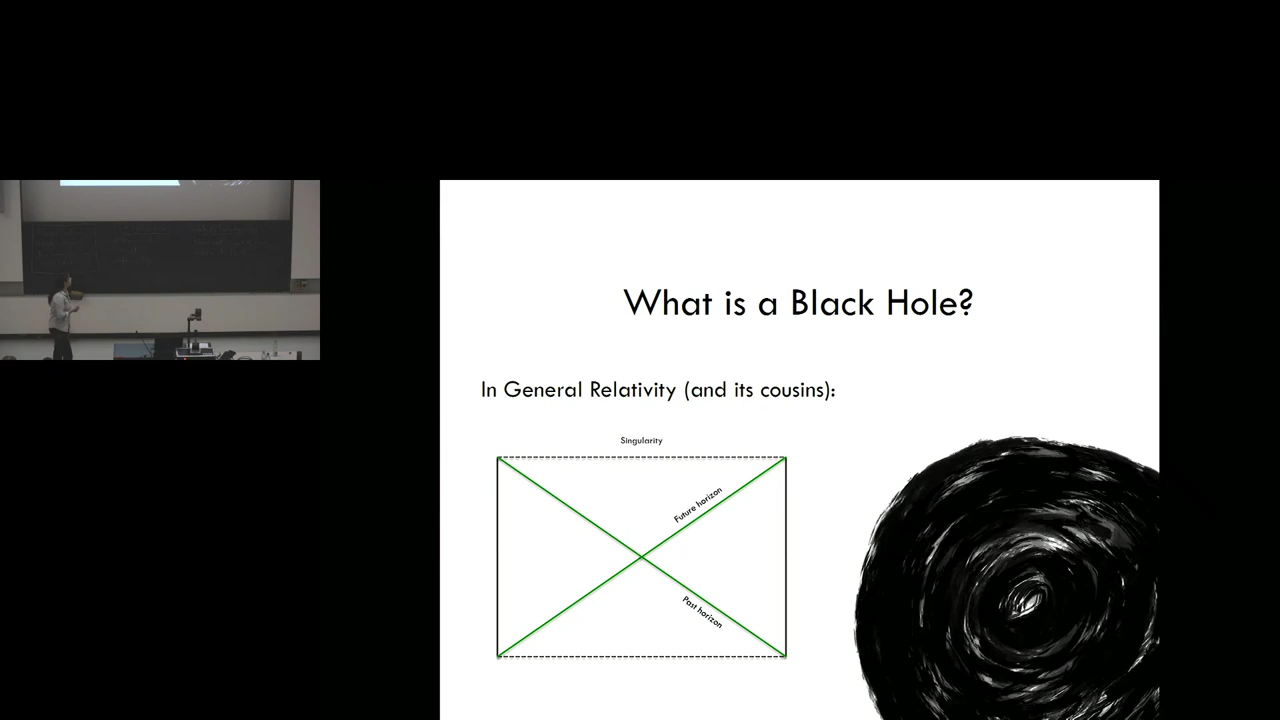 What is a Black Hole?
In General Relativity (and its cousins):
Singularity
Future horizon
Past horizon